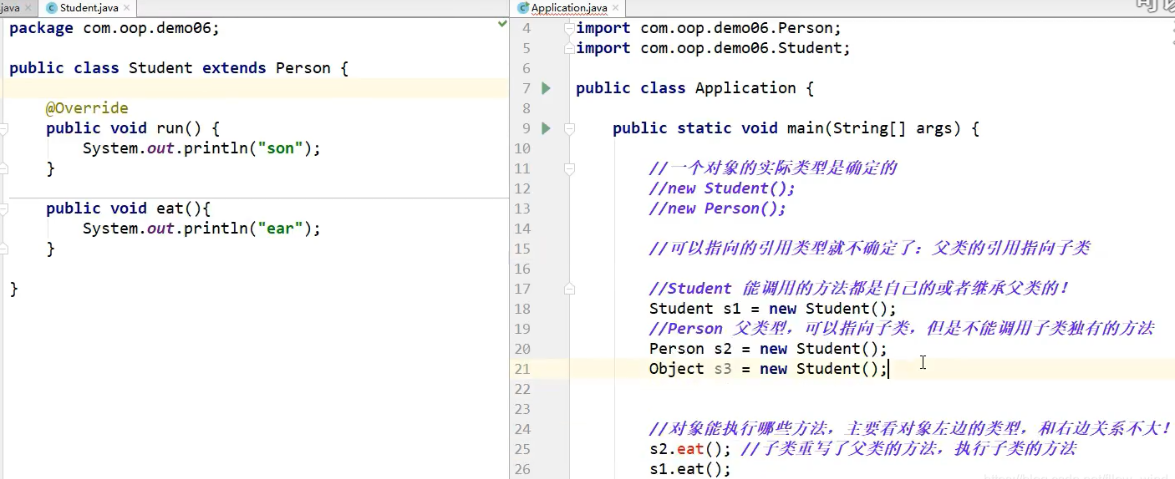 java
Student.java
package com.oop.demo06;
public class Student extends Person {
@Override
public void run() {
System.out.println("son");
}
public void eat(){
System.out.println("ear");
}
}
Application.java
4 import com.oop.demo06.Person;
5 import com.oop.demo06.Student;
6
7 public class Application {
8
9 public static void main(String[] args) {
10
11 //一个对象的实际类型是确定的
12 //new Student();
13 //new Person();
14
15 //可以指向的引用类型就不确定了：父类的引用指向子类
16
17 //Student 能调用的方法都是自己的或者继承父类的！
18 Student s1 = new Student();
19 //Person 父类型，可以指向子类，但是不能调用子类独有的方法
20 Person s2 = new Student();
21 Object s3 = new Student();
22
23
24 //对象能执行哪些方法，主要看对象左边的类型，和右边关系不大！
25 s2.eat(); //子类重写了父类的方法，执行子类的方法
26 s1.eat();